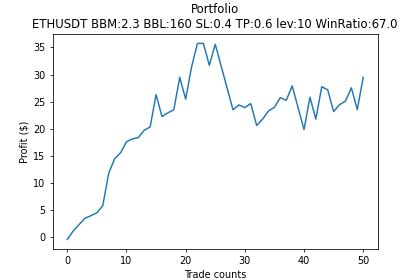 Portfolio
ETHUSDT BBM:2.3 BBL:160 SL:0.4 TP:0.6 lev:10 WinRatio:67.0
35
30
25
20
15
10
5
0
Profit ($)
0 10 20 30 40 50
Trade counts